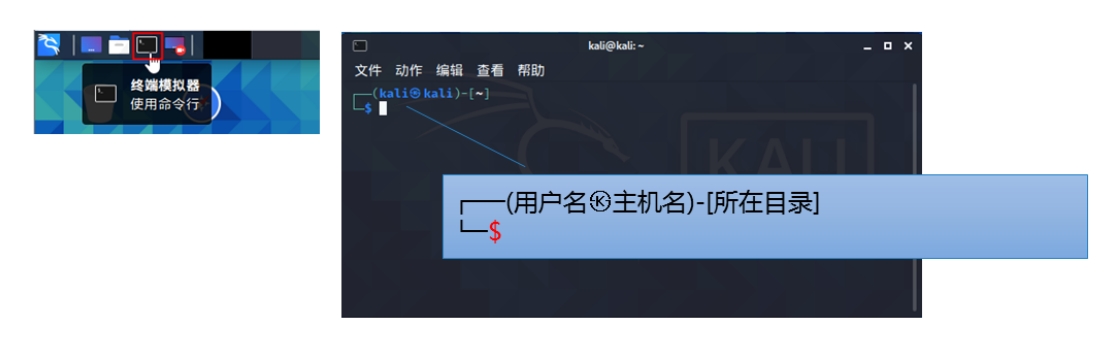 终端模拟器
使用命令行
kali@kali: ~
文件 动作 编辑 查看 帮助
┌──(kali㉿kali)-[~]
└─$
KALI
┌──(用户名㉿主机名)-[所在目录]
└─$